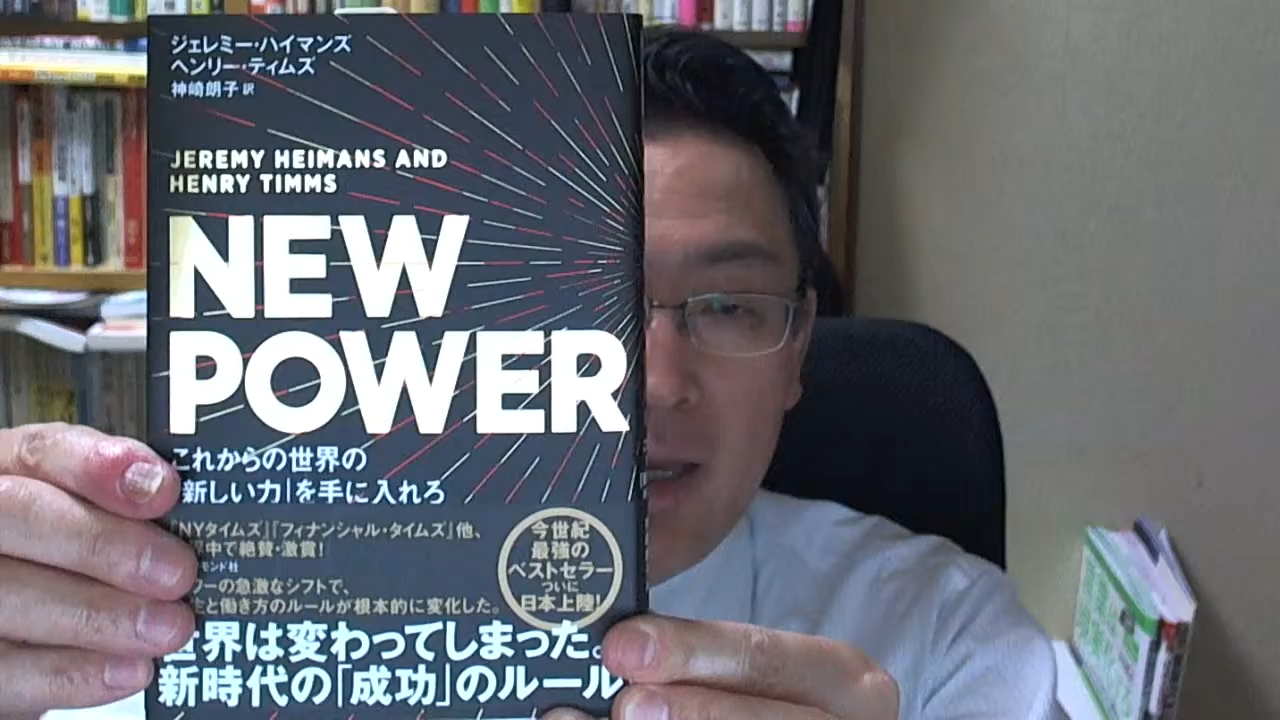 ジェレミー・ハイマンズ
ヘンリー・ティムズ
神崎朗子 訳
JEREMY HEIMANS AND
HENRY TIMMS
NEW
POWER
これからの世界の
新しい力」を手に入れろ
『NYタイムズ』『フィナンシャル・タイムズ』他、
中で絶賛・激賞!
モンド社
ワーの急激なシフトで、
と働き方のルールが根本的に変化した。
今世紀
最強の
ベストセラー
ついに
日本上陸!
世界は変わってしまった。
新時代の「成功」のルール